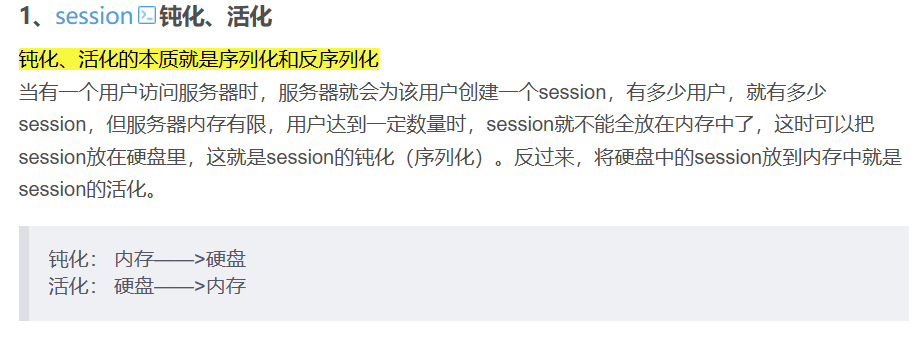 1、session钝化、活化
钝化、活化的本质就是序列化和反序列化
当有一个用户访问服务器时，服务器就会为该用户创建一个session，有多少用户，就有多少
session，但服务器内存有限，用户达到一定数量时，session就不能全放在内存中了，这时可以把
session放在硬盘里，这就是session的钝化（序列化）。反过来，将硬盘中的session放到内存中就是
session的活化。
钝化： 内存——>硬盘
活化： 硬盘——>内存